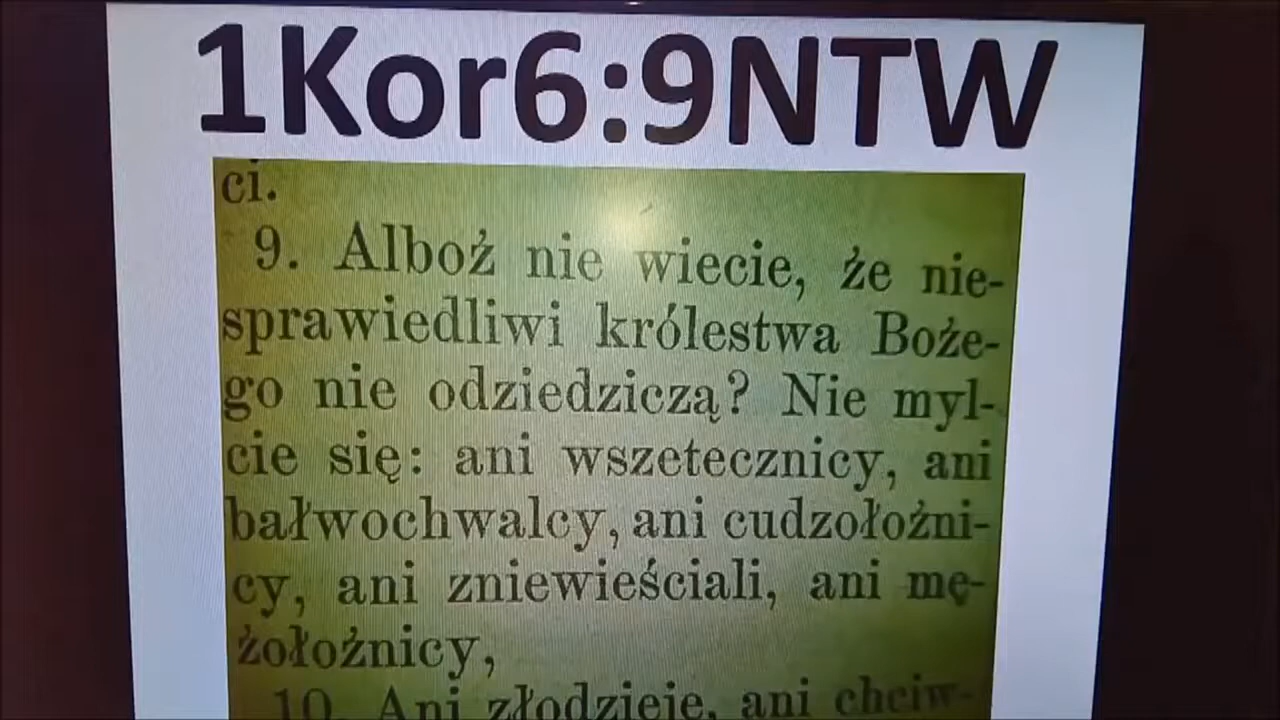 1Kor6:9NTW
ci.
9. Alboż nie wiecie, że nie-
sprawiedliwi królestwa Boże-
go nie odziedziczą? Nie myl-
cie się: ani wszetecznicy, ani
bałwochwalcy, ani cudzołożni-
cy, ani zniewieściali, ani mę-
żołożnicy,
10. Ani złodzieje, ani chciw-